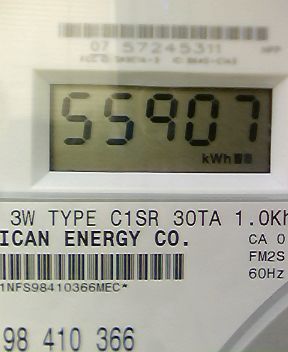 07 57245311
55907
kWh
3W TYPE C1SR 30TA 1.0Kh
ICAN ENERGY CO.
CA 0
FM2S
60Hz
1NFS98410366MEC*
98 410 366